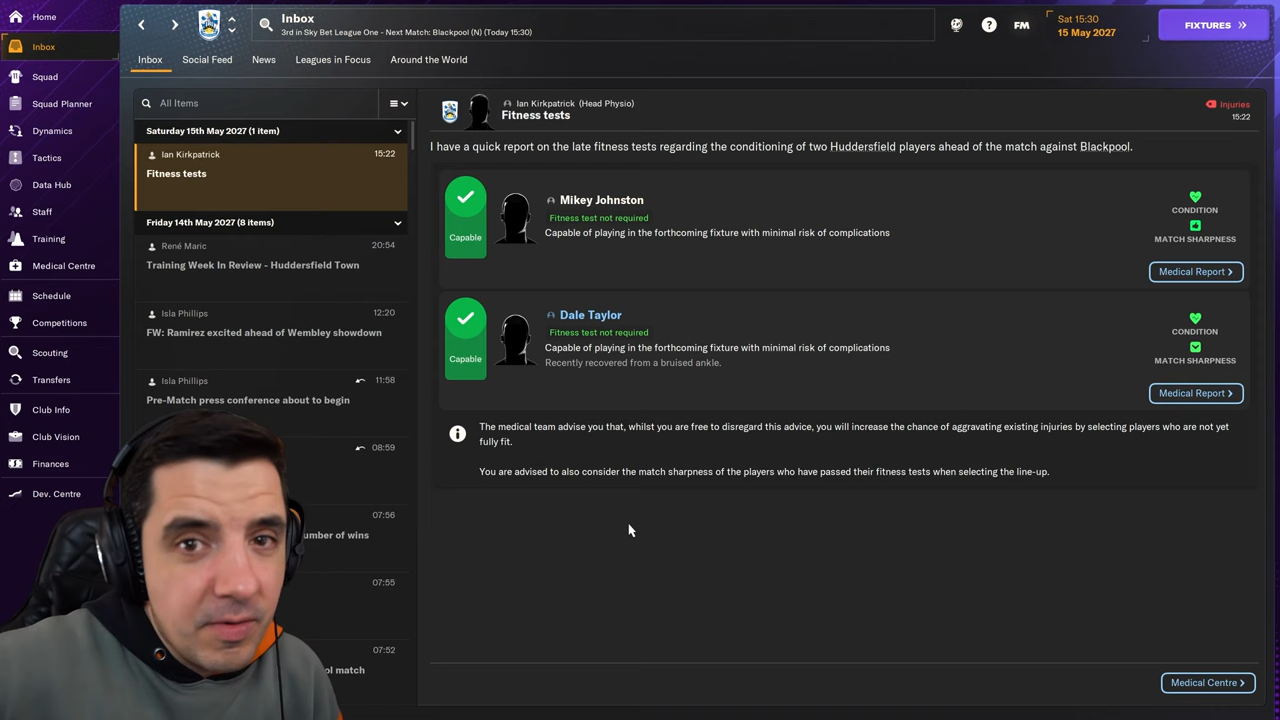 Home
Inbox
Squad
Squad Planner
Dynamics
Tactics
Data Hub
Staff
Training
Medical Centre
Schedule
Competitions
Scouting
Transfers
Club Info
Club Vision
Finances
Dev. Centre
Inbox
3rd in Sky Bet League One - Next Match: Blackpool (N) (Today 15:30)
FM
Sat 15:30
15 May 2027
FIXTURES
Inbox
Social Feed
News
Leagues in Focus
Around the World
All Items
Saturday 15th May 2027 (1 item)
Ian Kirkpatrick 15:22
Fitness tests
Friday 14th May 2027 (8 items)
René Maric 20:54
Training Week In Review - Huddersfield Town
Isla Phillips 12:20
FW: Ramirez excited ahead of Wembley showdown
Isla Phillips 11:58
Pre-Match press conference about to begin
08:59
07:56
umber of wins
07:55
07:52
ol match
Ian Kirkpatrick (Head Physio)
Fitness tests
Injuries
15:22
I have a quick report on the late fitness tests regarding the conditioning of two Huddersfield players ahead of the match against Blackpool.
Capable
Mikey Johnston
Fitness test not required
Capable of playing in the forthcoming fixture with minimal risk of complications
CONDITION
MATCH SHARPNESS
Medical Report
Capable
Dale Taylor
Fitness test not required
Capable of playing in the forthcoming fixture with minimal risk of complications
Recently recovered from a bruised ankle.
CONDITION
MATCH SHARPNESS
Medical Report
The medical team advise you that, whilst you are free to disregard this advice, you will increase the chance of aggravating existing injuries by selecting players who are not yet
fully fit.
You are advised to also consider the match sharpness of the players who have passed their fitness tests when selecting the line-up.
Medical Centre